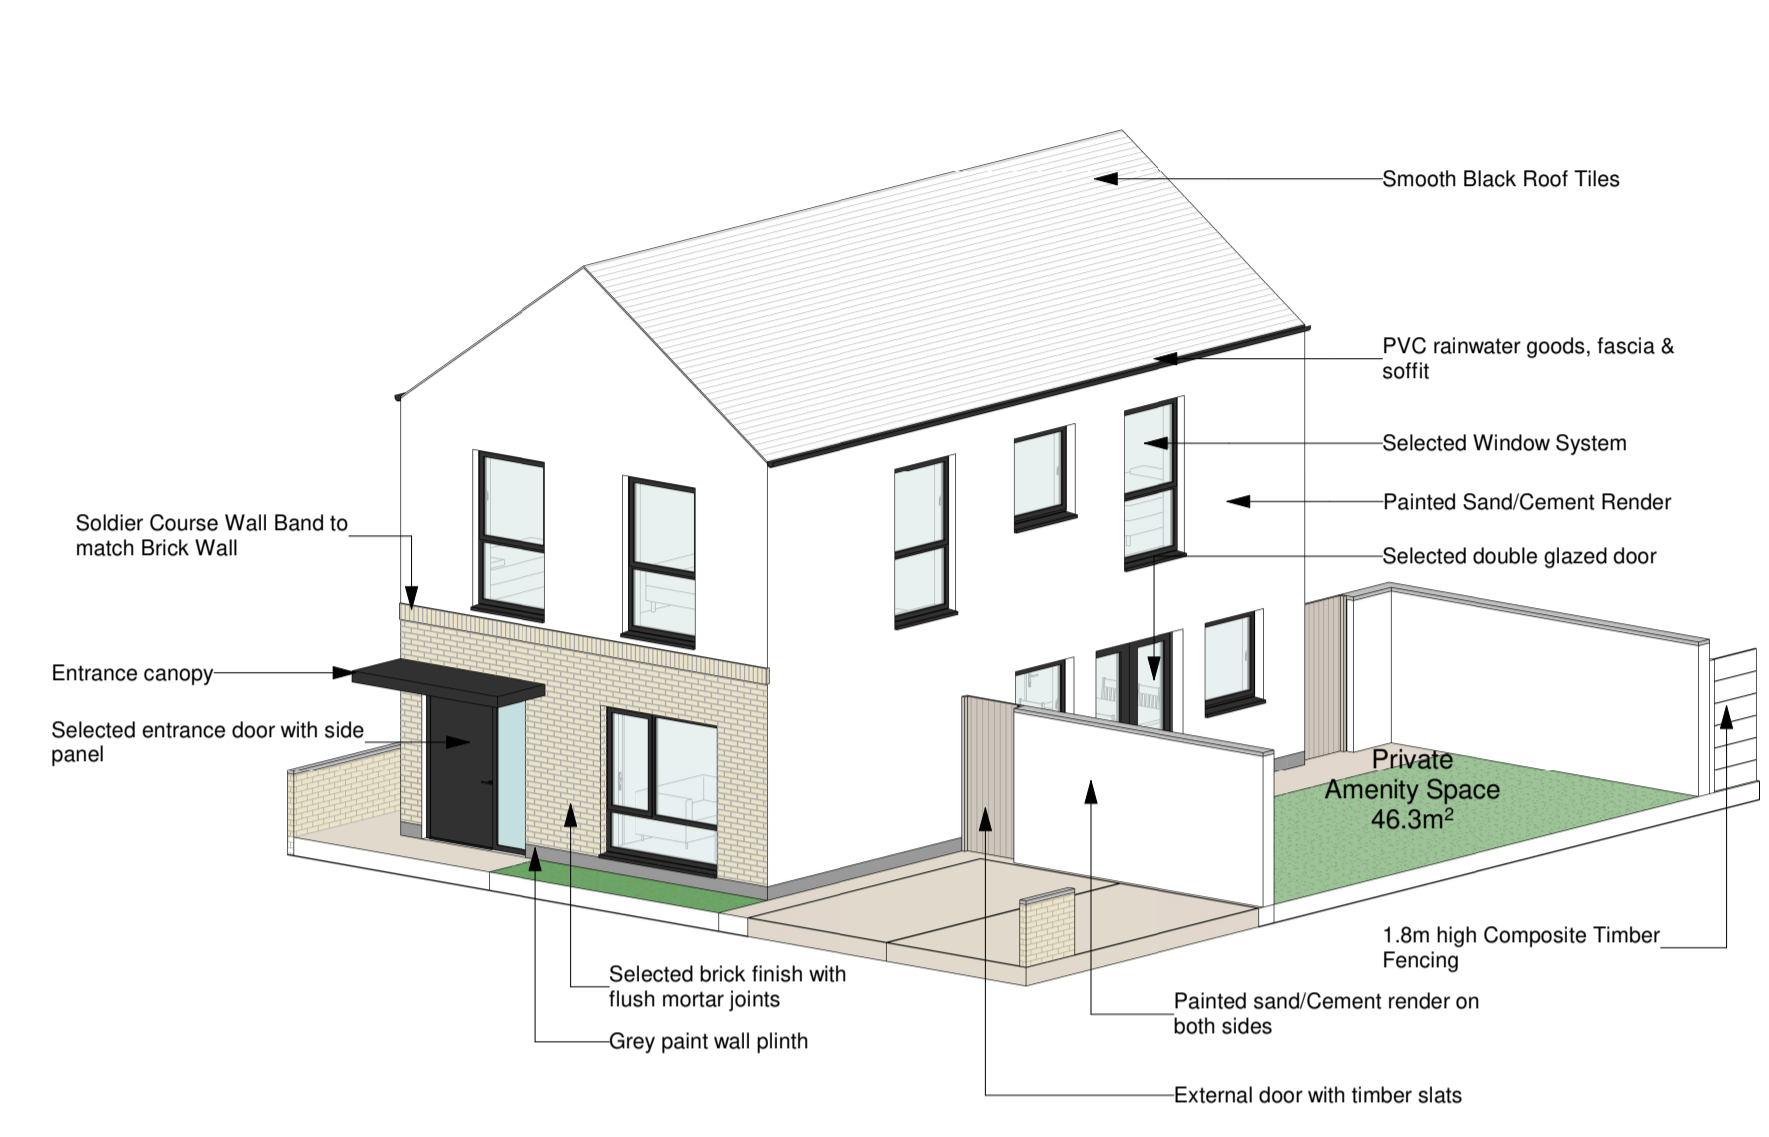 Smooth Black Roof Tiles
PVC rainwater goods, fascia &
soffit
Selected Window System
Painted Sand/Cement Render
Selected double glazed door
Soldier Course Wall Band to
match Brick Wall
Entrance canopy
Selected entrance door with side
panel
Private
Amenity Space
46.3m²
1.8m high Composite Timber
Fencing
Selected brick finish with
flush mortar joints
Grey paint wall plinth
Painted sand/Cement render on
both sides
External door with timber slats